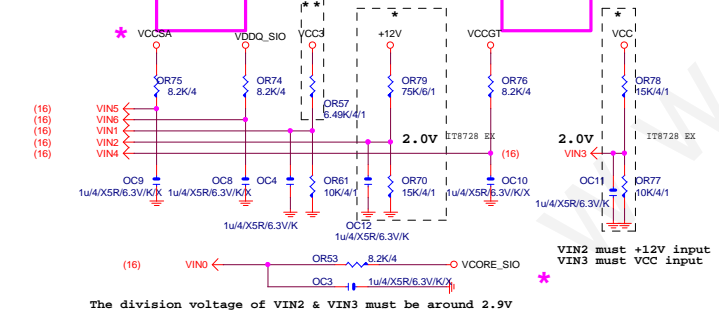 * *
*
*
* VCCSA
VDDQ_SIO
VCC3
+12V
VCCGT
VCC
OR75
8.2K/4
OR74
8.2K/4
OR57
6.49K/4/1
OR79
75K/6/1
OR76
8.2K/4
OR78
15K/4/1
(16) VIN5
(16) VIN6
(16) VIN1
(16) VIN2
(16) VIN4
2.0V IT8728 EX
(16)
2.0V IT8728 EX
VIN3
OC9
1u/4/X5R/6.3V/K/X
OC8
1u/4/X5R/6.3V/K/X
OC4
1u/4/X5R/6.3V/K
OR61
10K/4/1
OC12
1u/4/X5R/6.3V/K
OR70
15K/4/1
OC10
1u/4/X5R/6.3V/K/X
OC11
1u/4/X5R/6.3V/K
OR77
10K/4/1
VIN2 must +12V input
VIN3 must VCC input
(16) VIN0
OR53 8.2K/4
VCORE_SIO
OC3 1u/4/X5R/6.3V/K/X
*
The division voltage of VIN2 & VIN3 must be around 2.9V